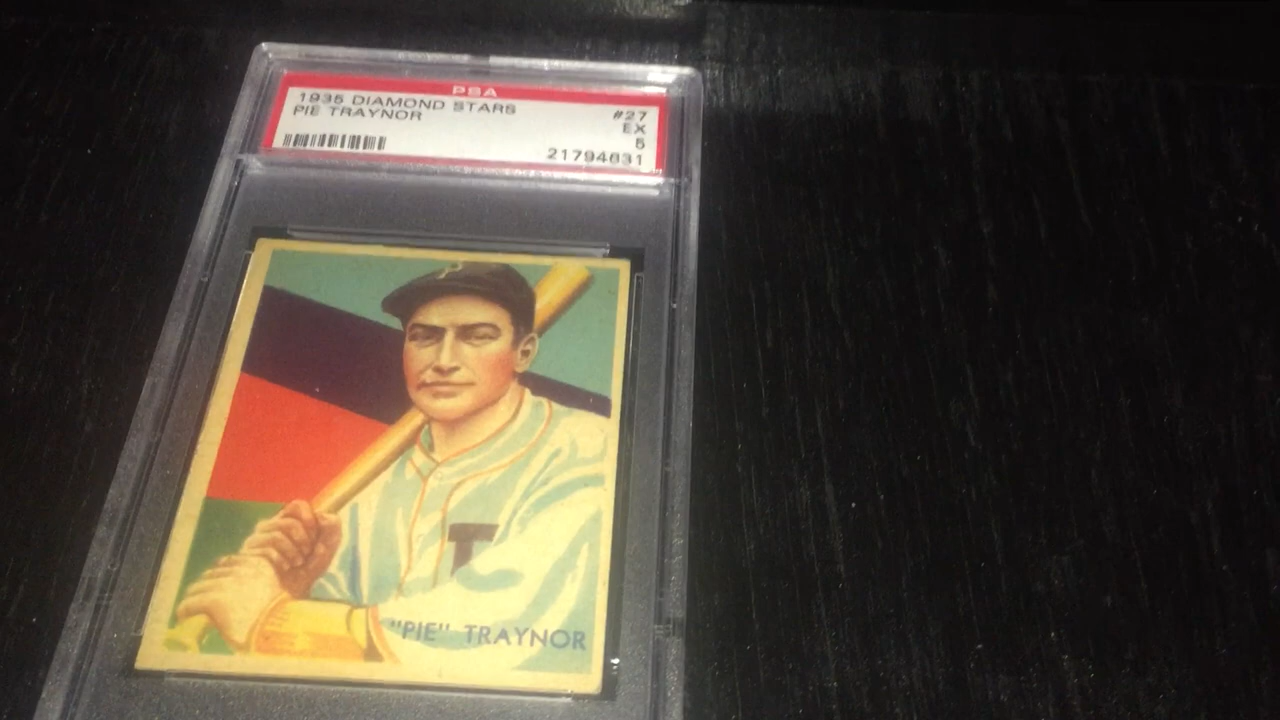 PSA
1935 DIAMOND STARS #27
PIE TRAYNOR EX
5
21794631
P
T
"PIE" TRAYNOR